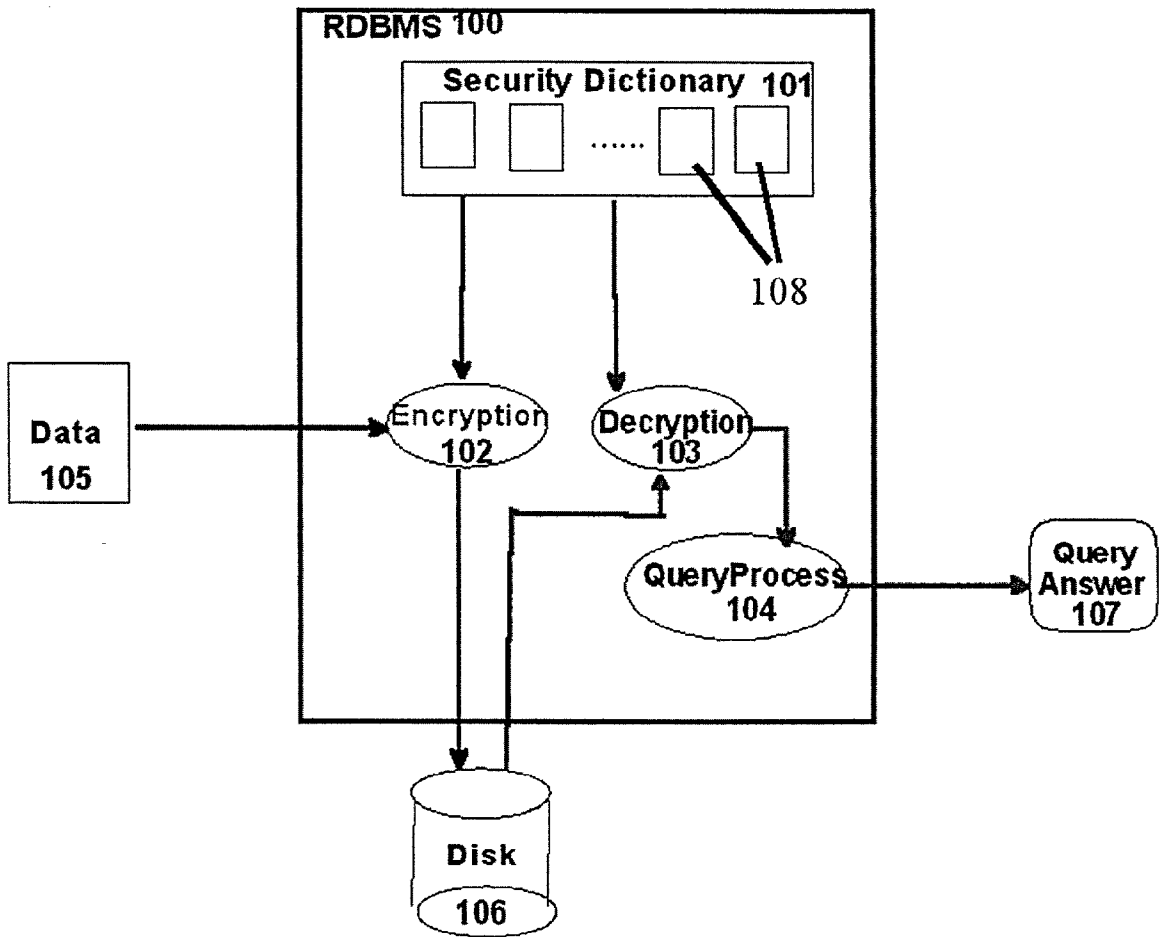 RDBMS 100
Security Dictionary 101
......
108
Data
105
Encryption
102
Decryption
103
QueryProcess
104
Query
Answer
107
Disk
106